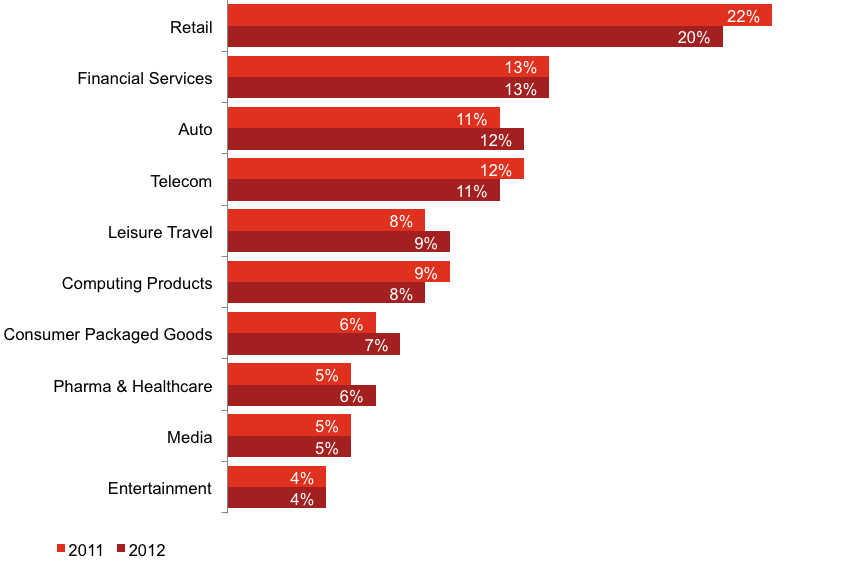 22%
Retail
20%
13%
Financial Services
13%
11%
Auto
12%
12%
Telecom
11%
8%
Leisure Travel
9%
9%
Computing Products
8%
6%
Consumer Packaged Goods
7%
5%
Pharma & Healthcare
6%
5%
Media
5%
4%
Entertainment
4%
2011 2012